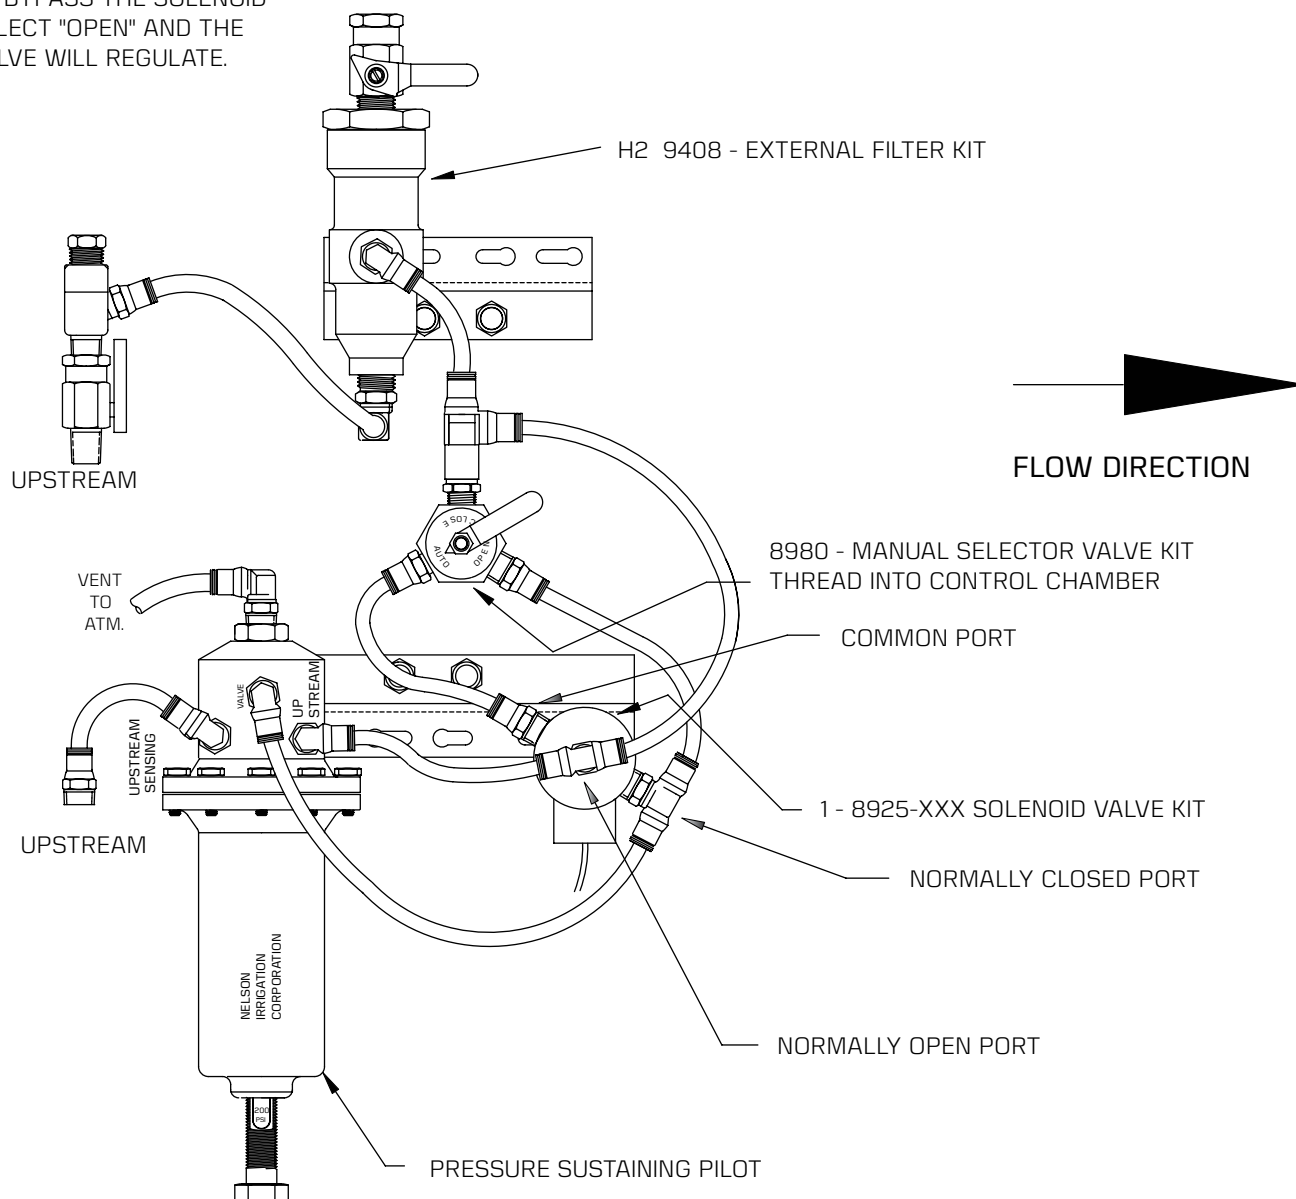 BYPASS THE SOLENOID
LECT "OPEN" AND THE
LVE WILL REGULATE.
H2 9408 - EXTERNAL FILTER KIT
UPSTREAM
FLOW DIRECTION
CLOSE
AUTO
OPEN
8980 - MANUAL SELECTOR VALVE KIT
THREAD INTO CONTROL CHAMBER
COMMON PORT
VENT
TO
ATM.
VALVE
UP
STREAM
UPSTREAM
SENSING
UPSTREAM
1 - 8925-XXX SOLENOID VALVE KIT
NORMALLY CLOSED PORT
NELSON
IRRIGATION
CORPORATION
NORMALLY OPEN PORT
200
PSI
PRESSURE SUSTAINING PILOT